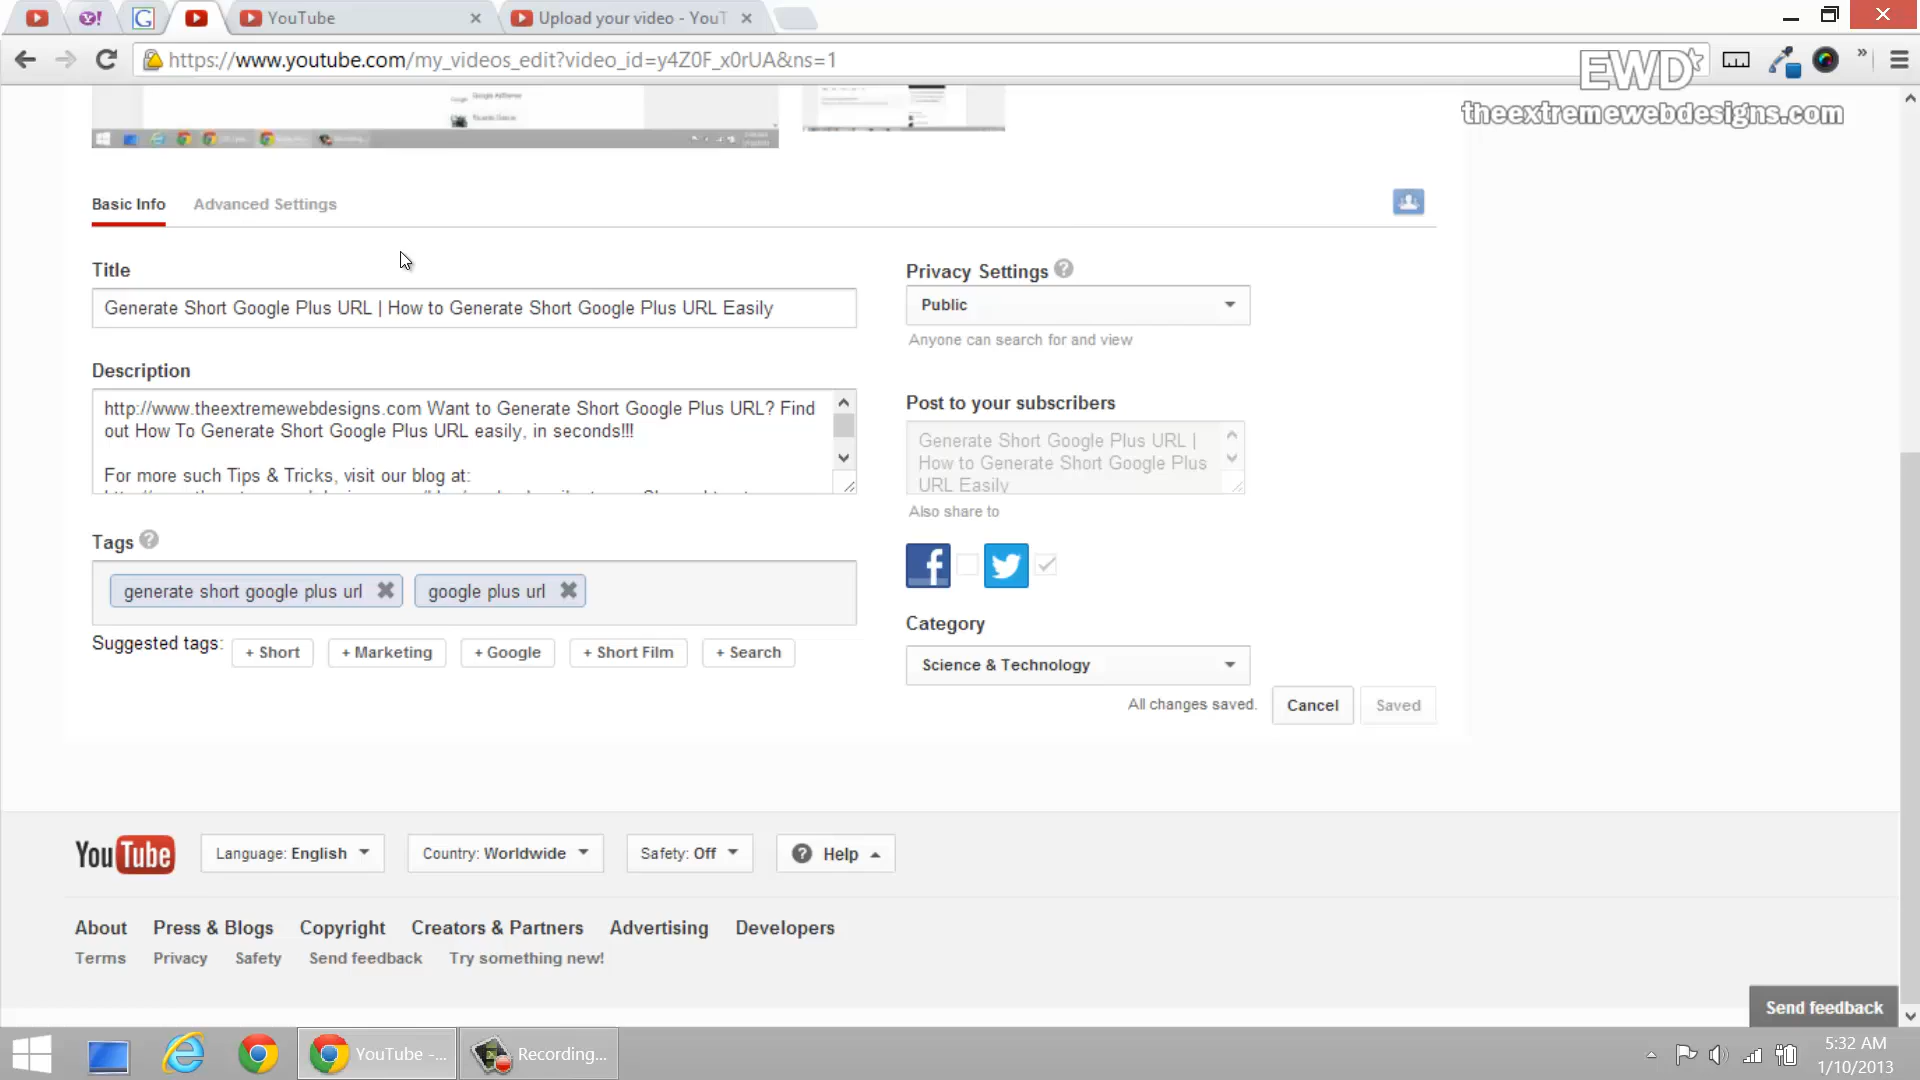 YouTube
Upload your video - YouT
https://www.youtube.com/my_videos_edit?video_id=y4Z0F_x0rUA&ns=1
EWD
theextremewebdesigns.com
Google AdSense
Basic Info
Advanced Settings
Title
Generate Short Google Plus URL | How to Generate Short Google Plus URL Easily
Description
http://www.theextremewebdesigns.com Want to Generate Short Google Plus URL? Find
out How To Generate Short Google Plus URL easily, in seconds!!!
For more such Tips & Tricks, visit our blog at:
Tags
generate short google plus url
google plus url
Suggested tags:
+ Short
+ Marketing
+ Google
+ Short Film
+ Search
Privacy Settings
Public
Anyone can search for and view
Post to your subscribers
Generate Short Google Plus URL |
How to Generate Short Google Plus
URL Easily
Also share to
Category
Science & Technology
All changes saved.
Cancel
Saved
YouTube
Language: English
Country: Worldwide
Safety: Off
Help
About
Press & Blogs
Copyright
Creators & Partners
Advertising
Developers
Terms
Privacy
Safety
Send feedback
Try something new!
Send feedback
YouTube -...
Recording...
5:32 AM
1/10/2013